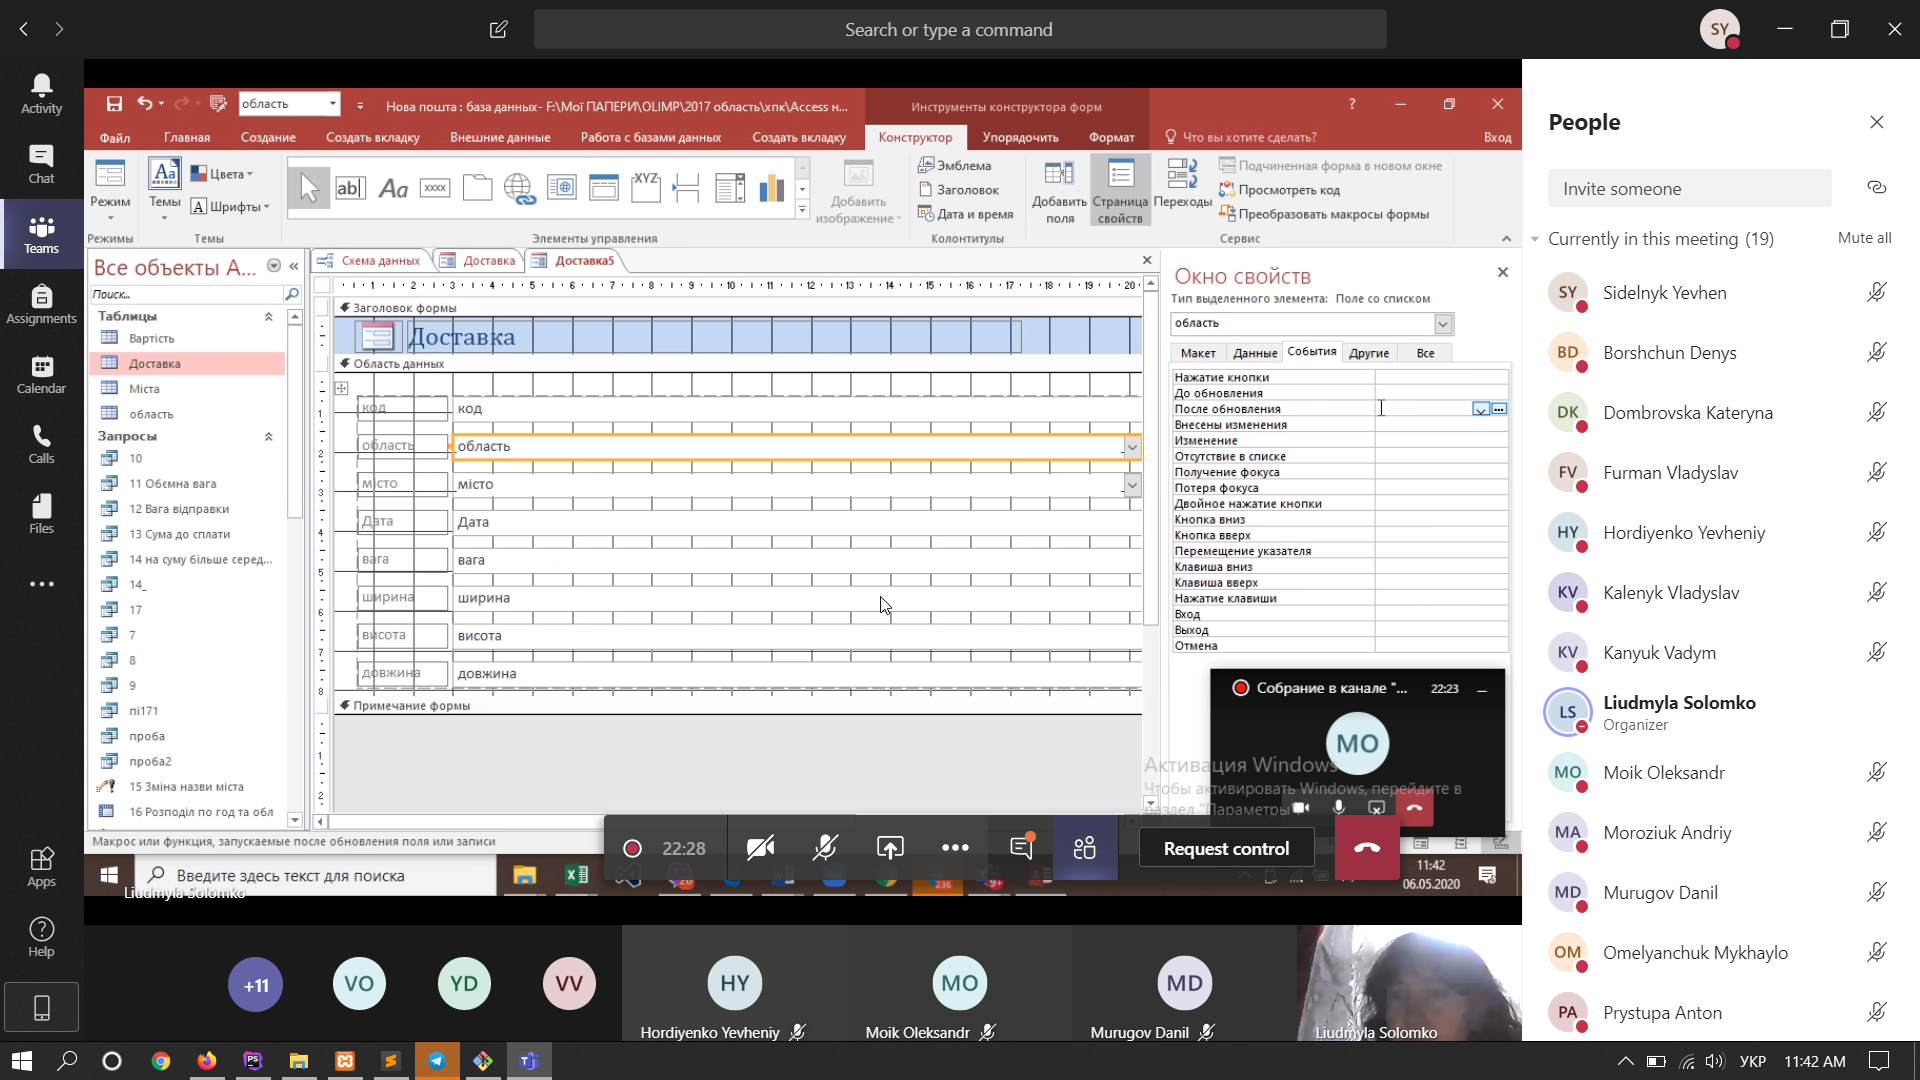 Search or type a command
SY
Activity
Chat
Teams
Assignments
Calendar
Calls
Files
Apps
Help
область
Нова пошта : база данных- F:\Мої ПАПЕРИ\OLIMP\2017 область\хпк\Access н...
Инструменты конструктора форм
Файл
Главная
Создание
Создать вкладку
Внешние данные
Работа с базами данных
Создать вкладку
Конструктор
Упорядочить
Формат
Что вы хотите сделать?
Вход
Режим
Режимы
Темы
Цвета
Шрифты
Темы
Элементы управления
Добавить изображение
Эмблема
Заголовок
Дата и время
Колонтитулы
Добавить поля
Страница свойств
Переходы
Подчиненная форма в новом окне
Просмотреть код
Преобразовать макросы формы
Сервис
Все объекты A...
Поиск...
Таблицы
Вартість
Доставка
Міста
область
Запросы
10
11 Обємна вага
12 Вага відправки
13 Сума до сплати
14 на суму більше серед...
14_
17
7
8
9
пі171
проба
проба2
15 Зміна назви міста
16 Розподіл по год та обл
Схема данных
Доставка
Доставка5
Заголовок формы
Доставка
Область данных
код код
область область
місто місто
Дата Дата
вага вага
ширина ширина
висота висота
довжина довжина
Примечание формы
Окно свойств
Тип выделенного элемента: Поле со списком
область
Макет Данные События Другие Все
Нажатие кнопки
До обновления
После обновления
Внесены изменения
Изменение
Отсутствие в списке
Получение фокуса
Потеря фокуса
Двойное нажатие кнопки
Кнопка вниз
Кнопка вверх
Перемещение указателя
Клавиша вниз
Клавиша вверх
Нажатие клавиши
Вход
Выход
Отмена
Собрание в канале "... 22:23
MO
Активация Windows
Чтобы активировать Windows, перейдите в
раздел "Параметры
Макрос или функция, запускаемые после обновления поля или записи
22:28
Request control
Введите здесь текст для поиска
Liudmyla Solomko
11:42
06.05.2020
+11
VO
YD
VV
HY
Hordiyenko Yevheniy
MO
Moik Oleksandr
MD
Murugov Danil
Liudmyla Solomko
People
Invite someone
Currently in this meeting (19)
Mute all
SY Sidelnyk Yevhen
BD Borshchun Denys
DK Dombrovska Kateryna
FV Furman Vladyslav
HY Hordiyenko Yevheniy
KV Kalenyk Vladyslav
KV Kanyuk Vadym
LS Liudmyla Solomko
Organizer
MO Moik Oleksandr
MA Moroziuk Andriy
MD Murugov Danil
OM Omelyanchuk Mykhaylo
PA Prystupa Anton
УКР
11:42 AM